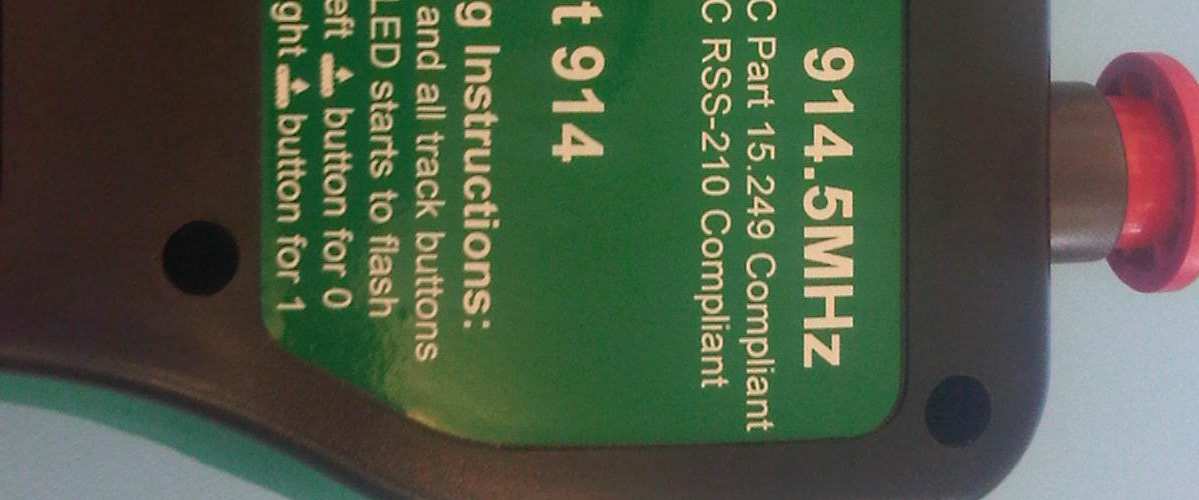 914.5MHz
C Part 15.249 Compliant
C RSS-210 Compliant
t 914
g Instructions:
and all track buttons
LED starts to flash
eft button for 0
ght button for 1